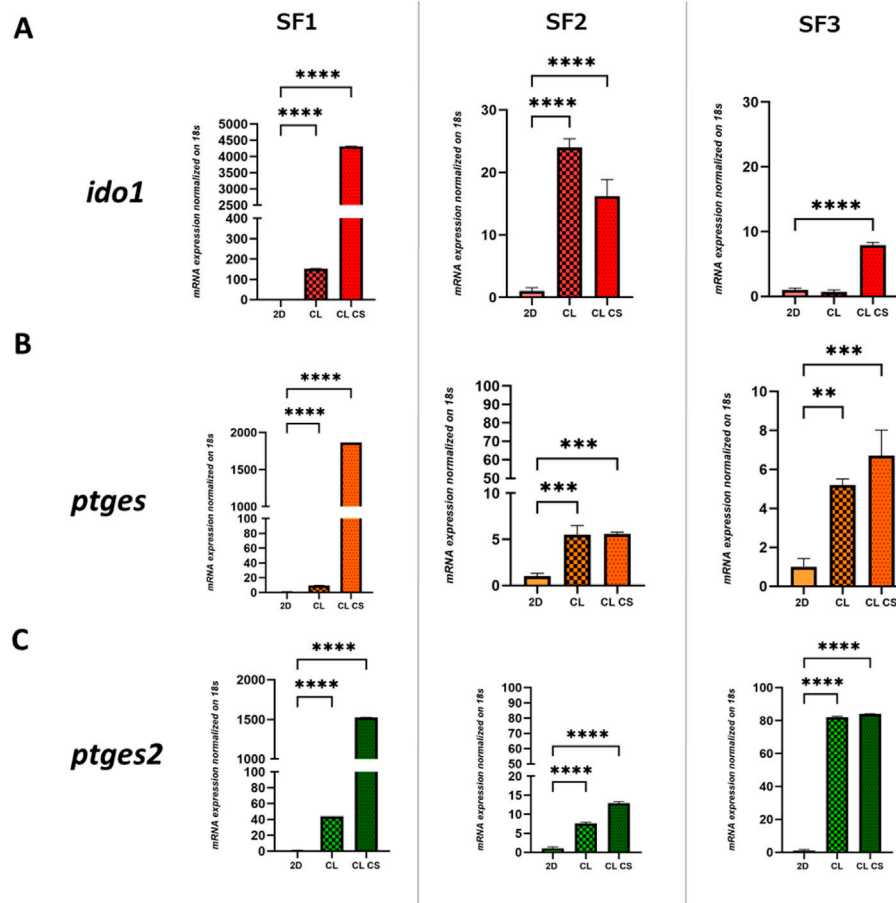 A
SF1
SF2
SF3
ido1
mRNA expression normalized on 18s
5000
4500
4000
3500
3000
2500
2000
400
300
200
100
0
****
****
2D
CL
CL CS
mRNA expression normalized on 18s
30
20
10
0
****
****
2D
CL
CL CS
mRNA expression normalized on 18s
30
20
10
0
****
2D
CL
CL CS
B
ptges
mRNA expression normalized on 18s
2000
1500
1000
100
80
60
40
20
0
****
****
2D
CL
CL CS
mRNA expression normalized on 18s
100
90
80
70
60
50
10
5
0
***
***
2D
CL
CL CS
mRNA expression normalized on 18s
10
8
6
4
2
0
***
**
2D
CL
CL CS
C
ptges2
mRNA expression normalized on 18s
2000
1500
1000
100
80
60
40
20
0
****
****
2D
CL
CL CS
mRNA expression normalized on 18s
100
90
80
70
60
50
20
15
10
5
0
****
****
2D
CL
CL CS
mRNA expression normalized on 18s
100
80
60
40
20
0
****
****
2D
CL
CL CS